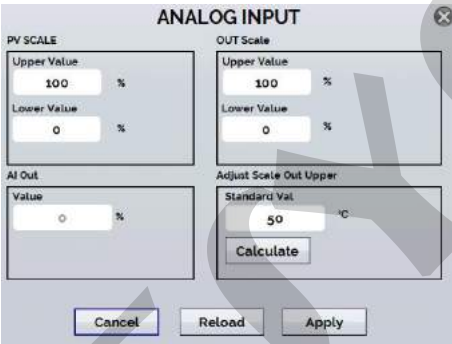 ANALOG INPUT
PV SCALE
Upper Value
100 %
Lower Value
0 %
OUT Scale
Upper Value
100 %
Lower Value
0 %
AI Out
Value
0 %
Adjust Scale Out Upper
Standard Val
50 °C
Calculate
Cancel Reload Apply